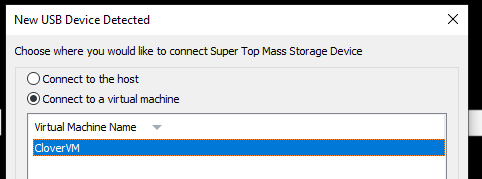 New USB Device Detected
Choose where you would like to connect Super Top Mass Storage Device
Connect to the host
Connect to a virtual machine
Virtual Machine Name
CloverVM